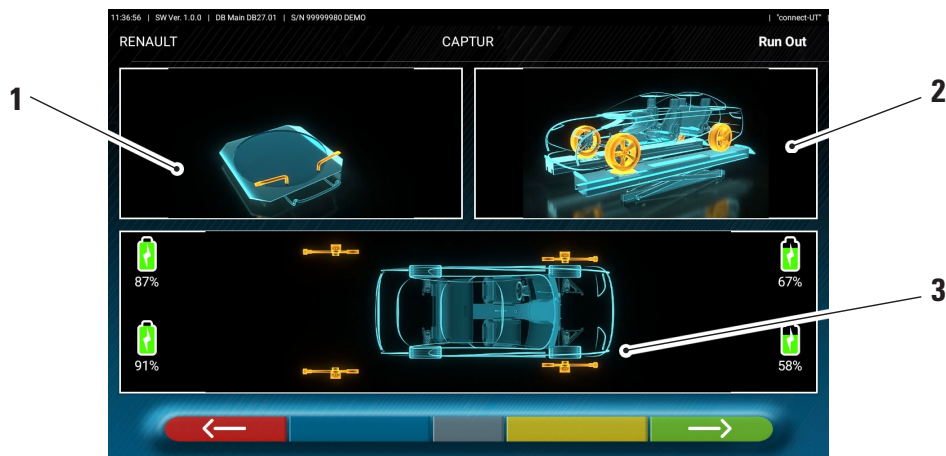 11:36:56 | SW Ver. 1.0.0 | DB Main DB27.01 | S/N 99999980 DEMO | "connect-UT" |
RENAULT CAPTUR Run Out
1
2
87% 67%
3
91% 58%